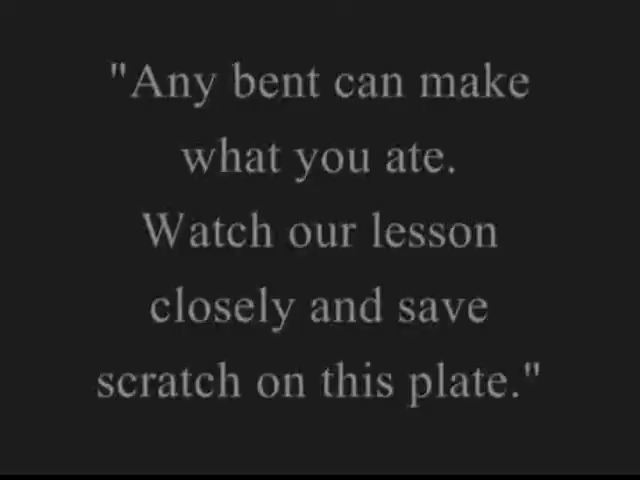 "Any bent can make
what you ate.
Watch our lesson
closely and save
scratch on this plate."